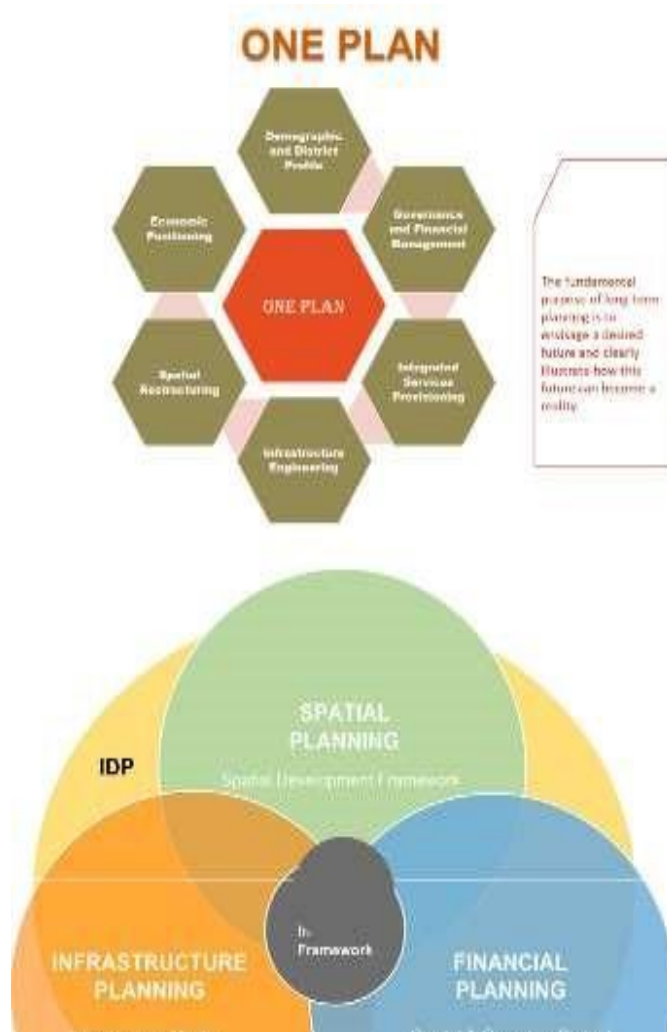 ONE PLAN
Demographic
and District
Profile
Economic
Positioning
Governance
and Financial
Management
ONE PLAN
Spatial
Restructuring
Integrated
Services
Provisioning
Infrastructure
Engineering
The fundamental
purpose of long term
planning is to
envisage a desired
future and clearly
illustrate how this
future can become a
reality
SPATIAL
PLANNING
IDP
Spatial Development Framework
Framework
INFRASTRUCTURE
PLANNING
FINANCIAL
PLANNING